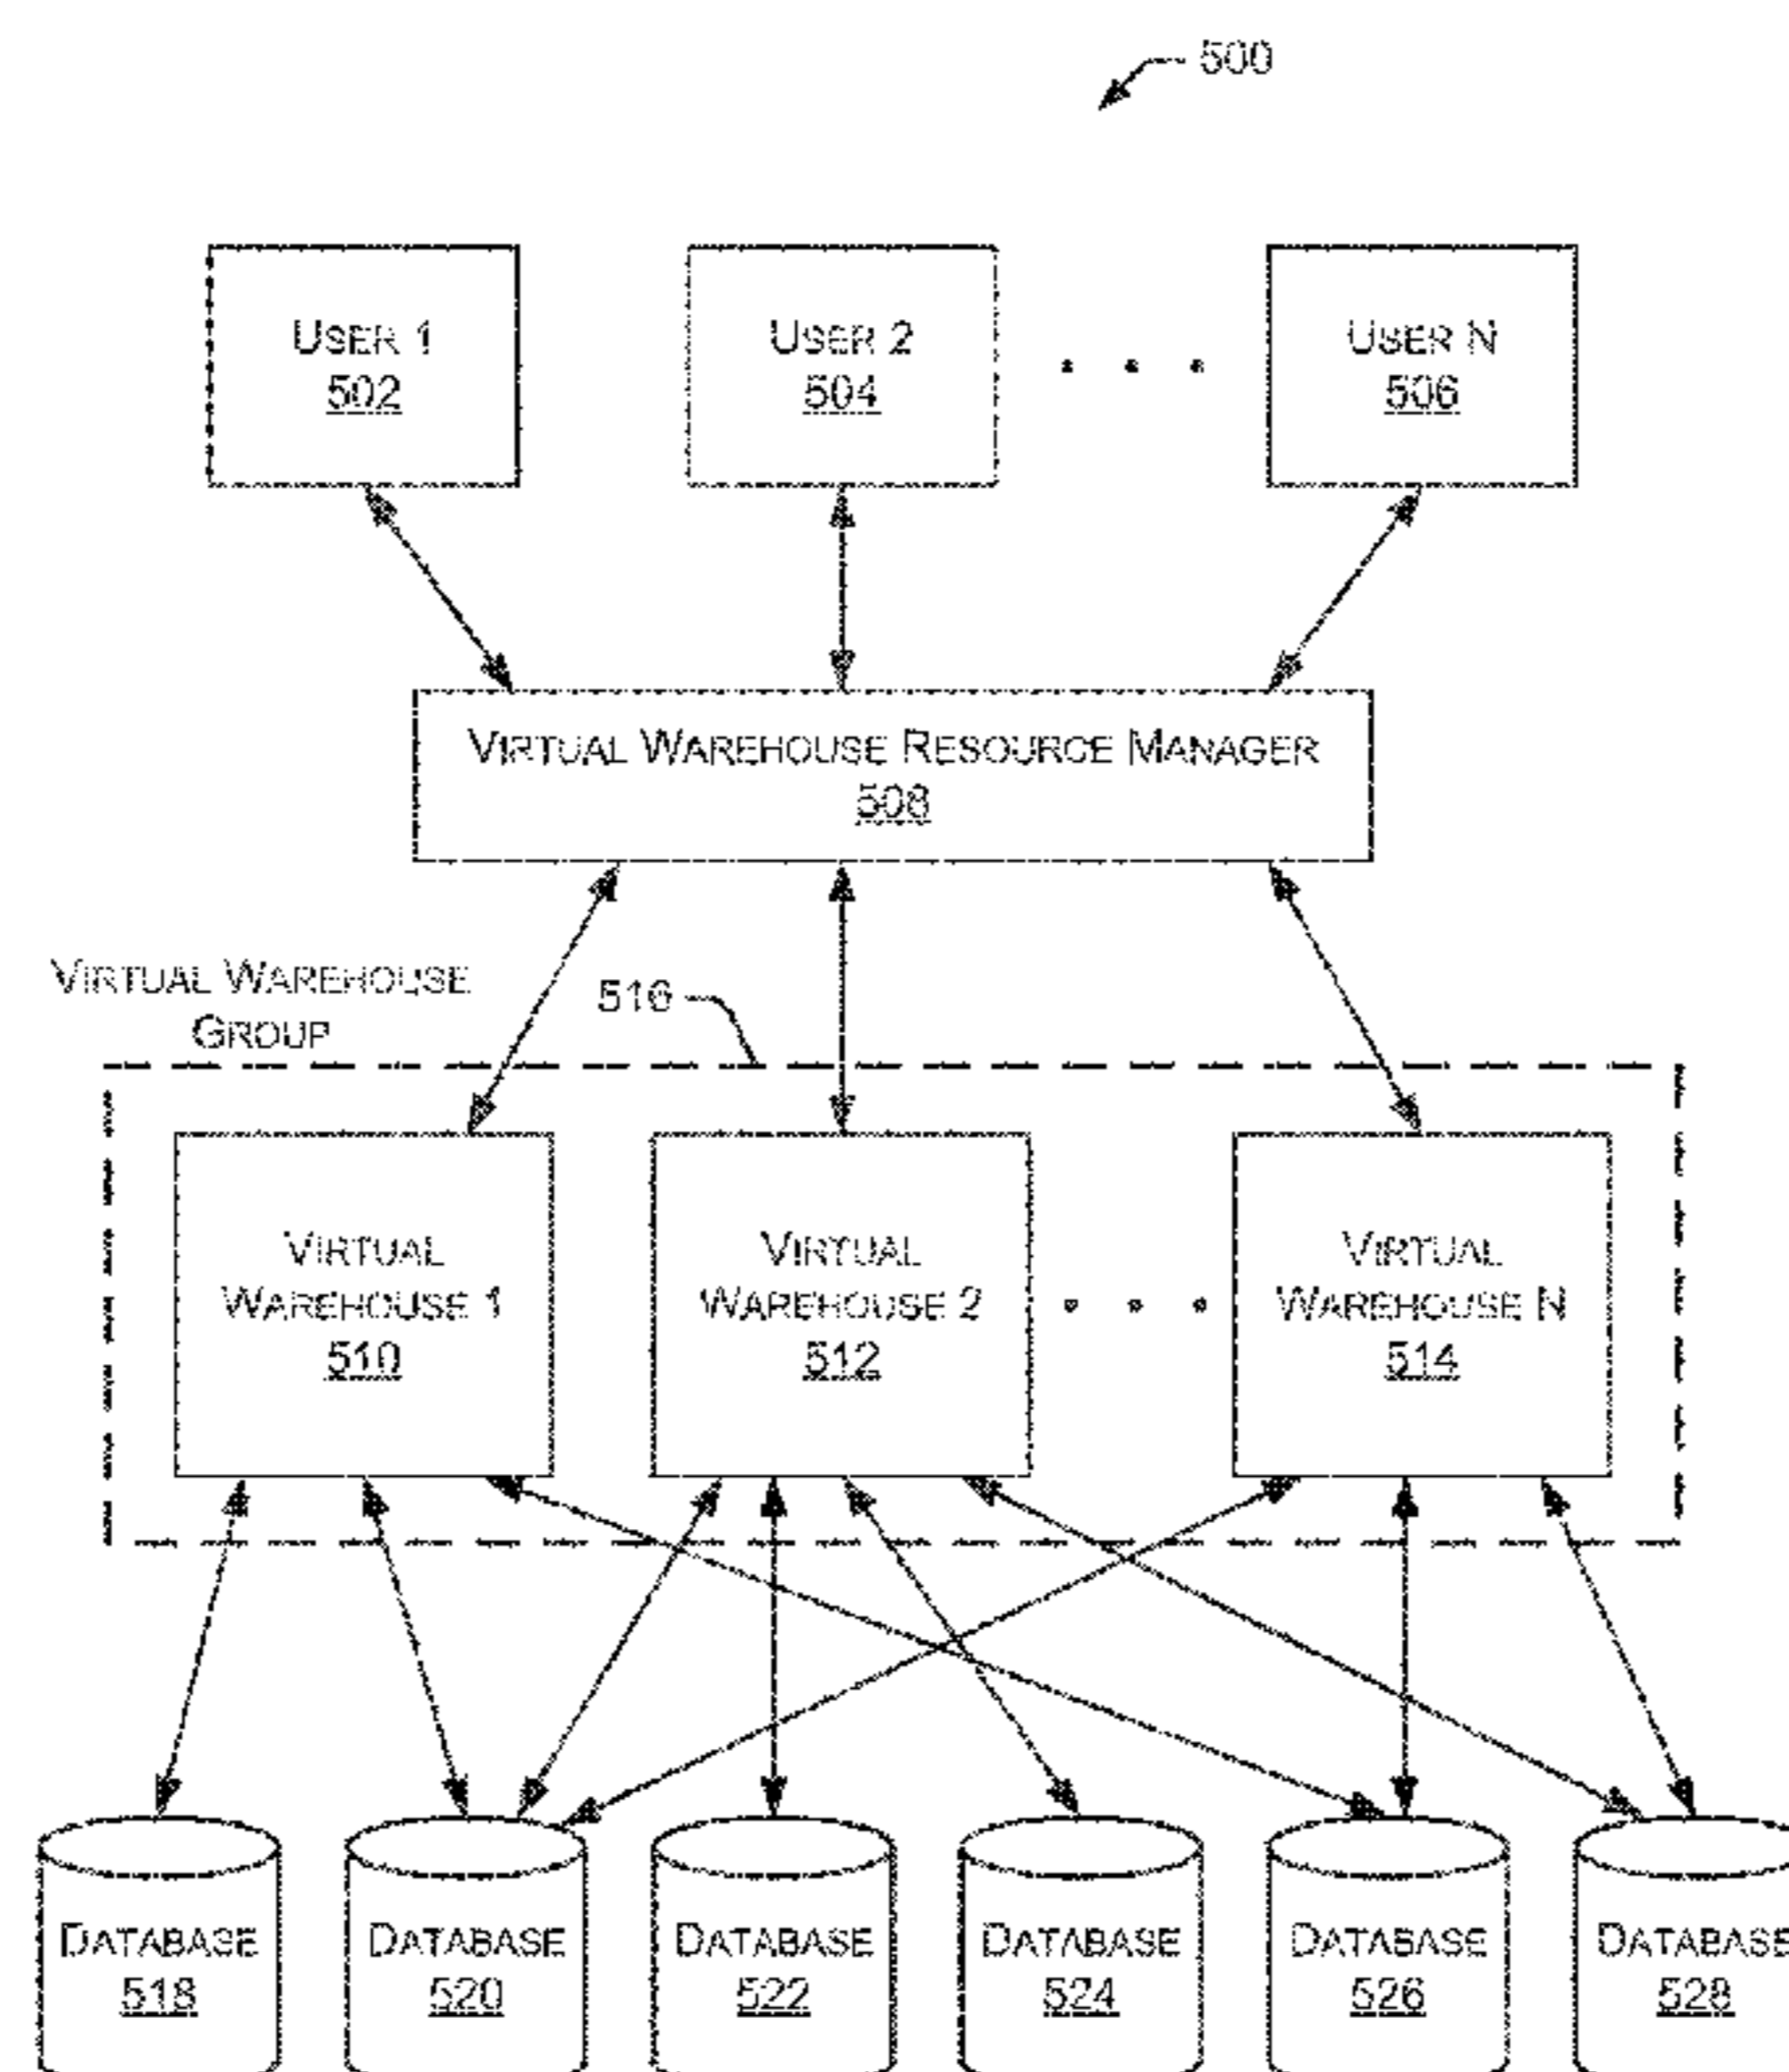 500
USER 1
502
USER 2
504
USER N
506
VIRTUAL WAREHOUSE RESOURCE MANAGER
508
VIRTUAL WAREHOUSE
GROUP
516
VIRTUAL
WAREHOUSE 1
510
VIRTUAL
WAREHOUSE 2
512
VIRTUAL
WAREHOUSE N
514
DATABASE
518
DATABASE
520
DATABASE
522
DATABASE
524
DATABASE
526
DATABASE
528